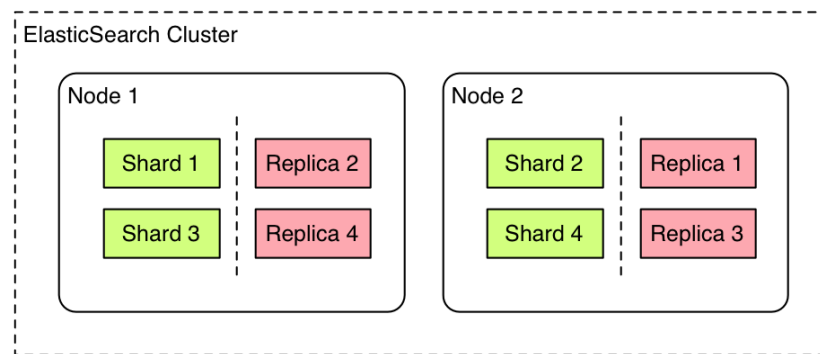 ElasticSearch Cluster
Node 1
Shard 1
Replica 2
Shard 3
Replica 4
Node 2
Shard 2
Replica 1
Shard 4
Replica 3